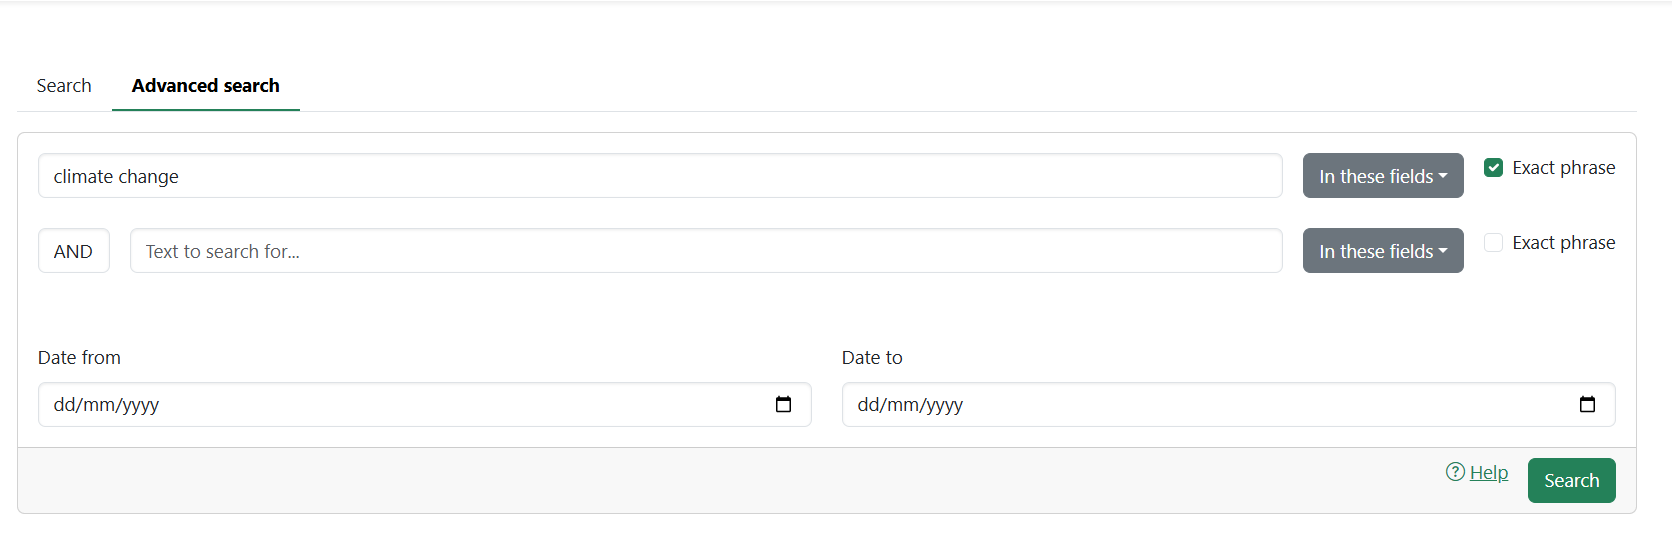 Search Advanced search
climate change In these fields Exact phrase
AND Text to search for... In these fields Exact phrase
Date from Date to
dd/mm/yyyy dd/mm/yyyy
? Help Search